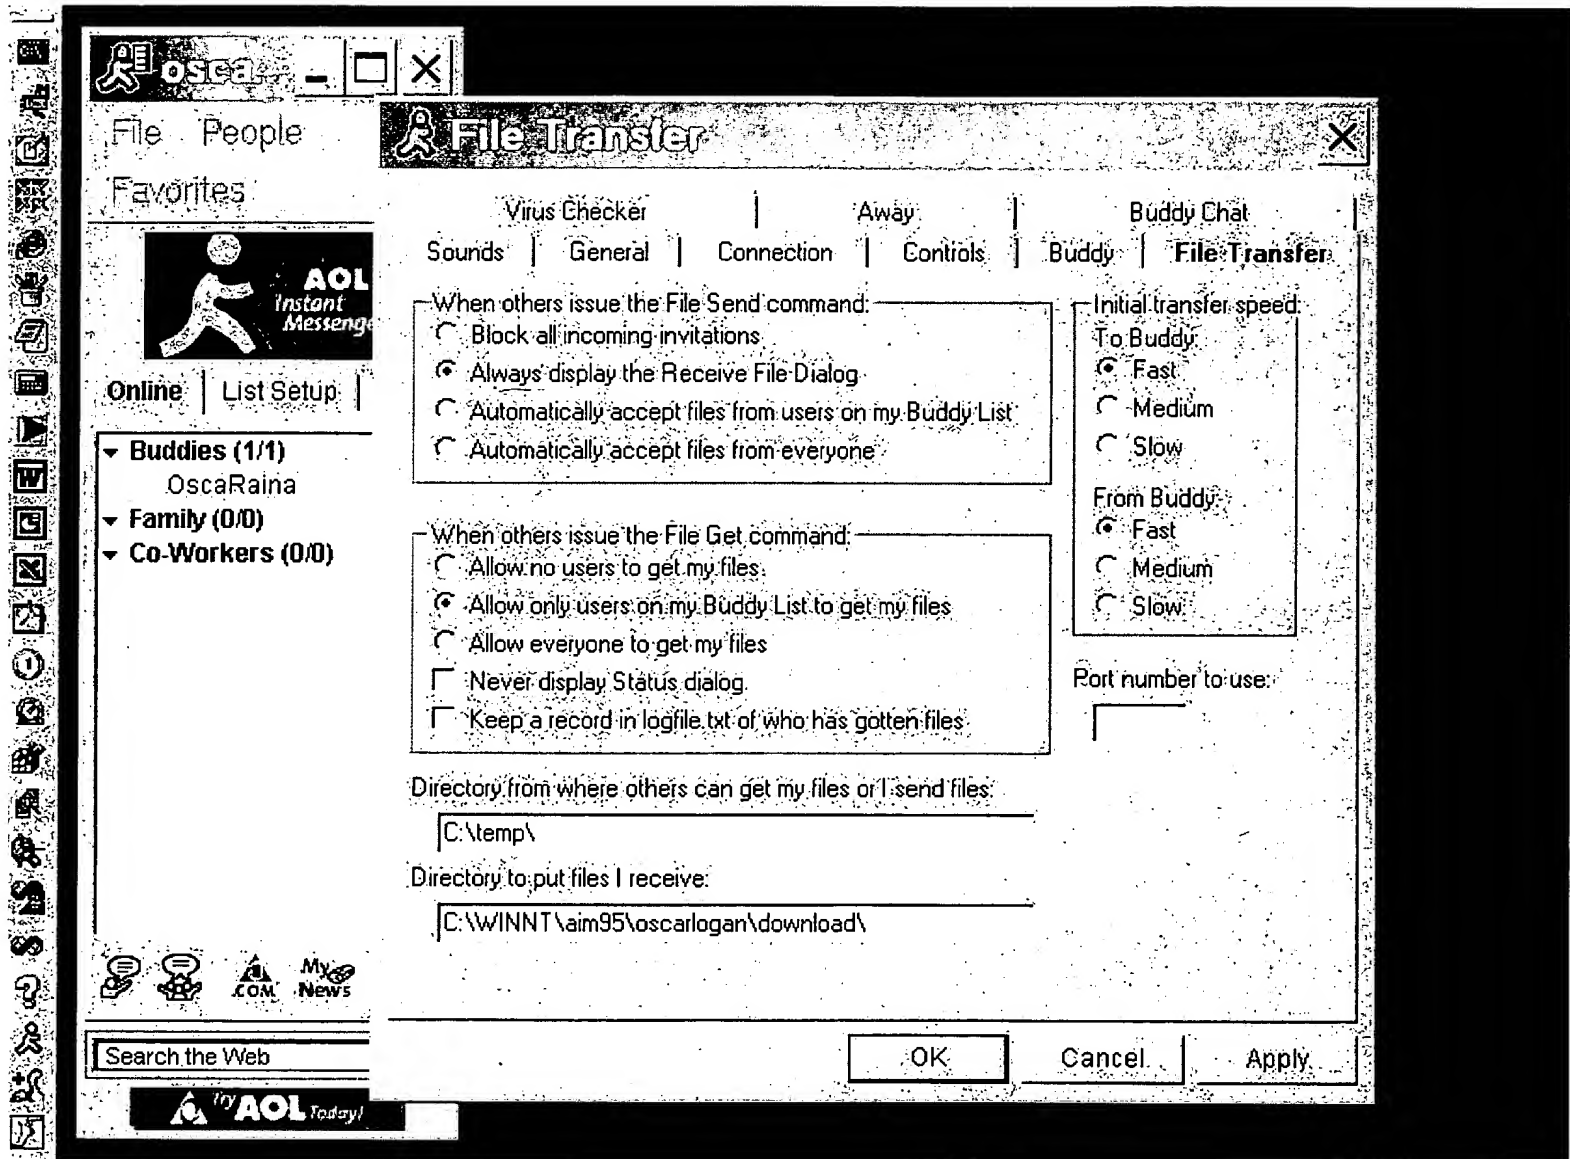 osca
File People
Favorites
AOL
Instant
Messenge
Online List Setup
Buddies (1/1)
OscaRaina
Family (0/0)
Co-Workers (0/0)
.COM
My
News
Search the Web
Try AOL Today!
File Transfer
Virus Checker Away Buddy Chat
Sounds General Connection Controls Buddy File Transfer
When others issue the File Send command:
Block all incoming invitations
Always display the Receive File Dialog
Automatically accept files from users on my Buddy List
Automatically accept files from everyone
When others issue the File Get command:
Allow no users to get my files
Allow only users on my Buddy List to get my files
Allow everyone to get my files
Never display Status dialog
Keep a record in logfile.txt of who has gotten files
Initial transfer speed:
To Buddy:
Fast
Medium
Slow
From Buddy:
Fast
Medium
Slow
Port number to use:
Directory from where others can get my files or I send files:
C:\temp\
Directory to put files I receive:
C:\WINNT\aim95\oscarlogan\download\
OK Cancel Apply